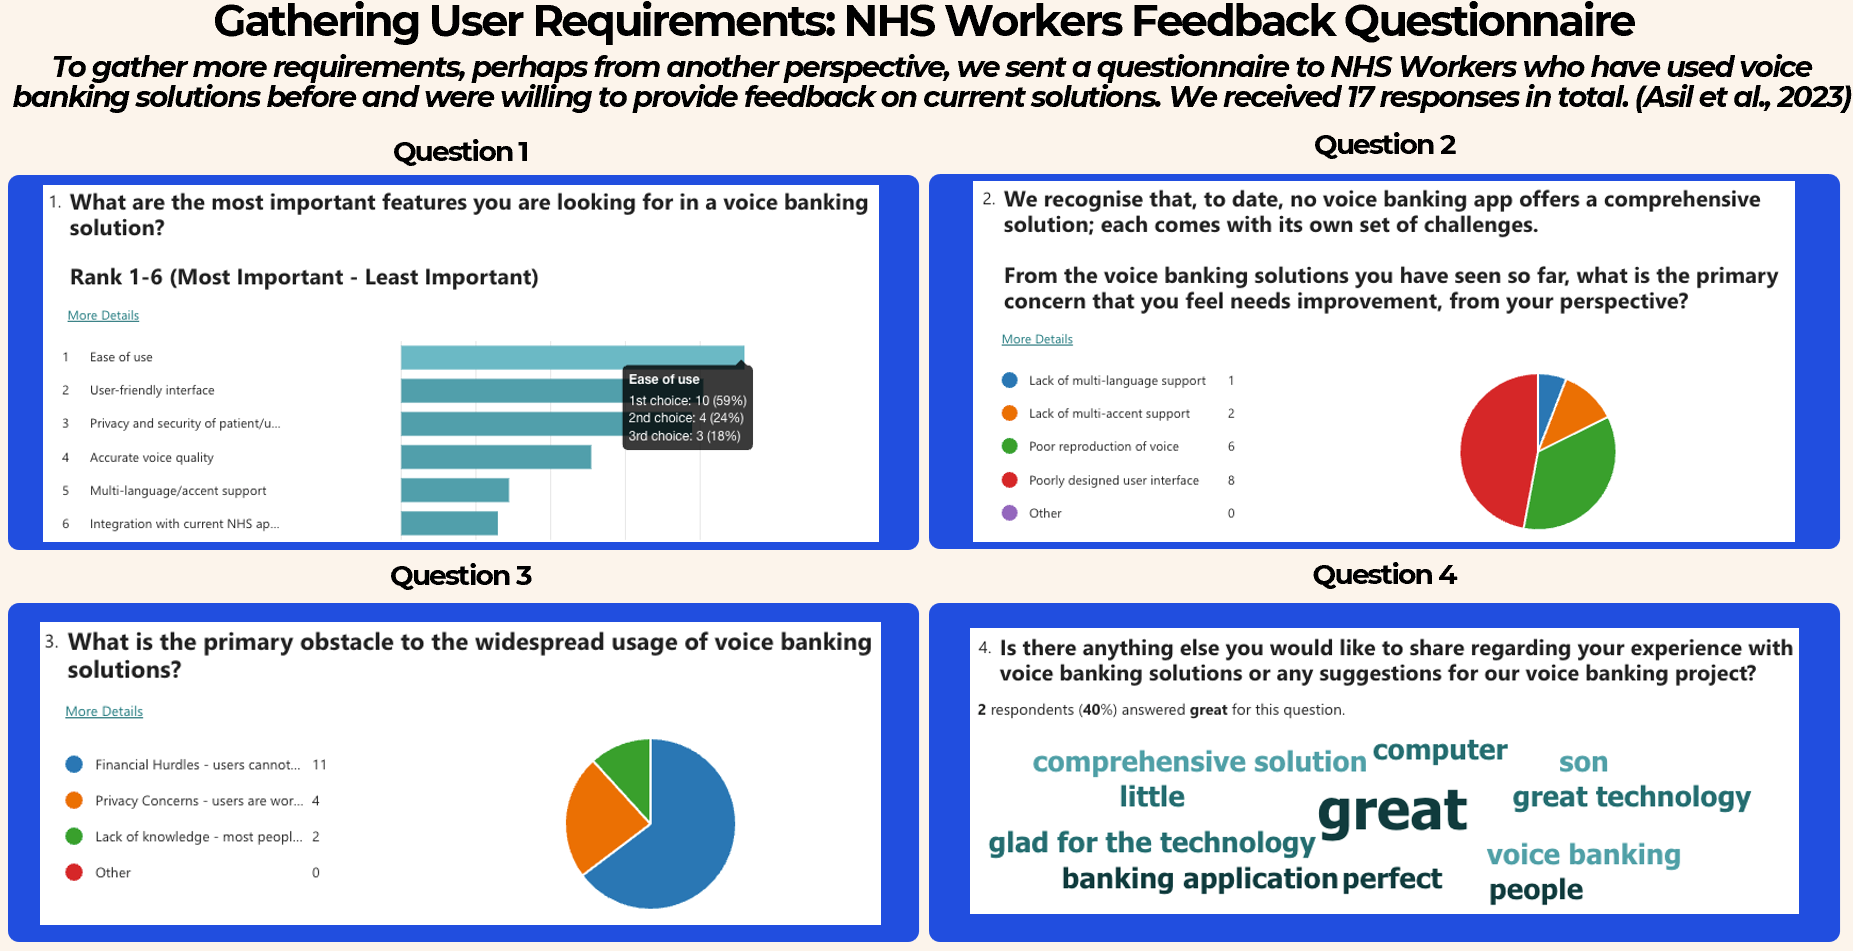 Gathering User Requirements: NHS Workers Feedback Questionnaire
To gather more requirements, perhaps from another perspective, we sent a questionnaire to NHS Workers who have used voice
banking solutions before and were willing to provide feedback on current solutions. We received 17 responses in total. (Asil et al., 2023)
Question 1
1. What are the most important features you are looking for in a voice banking
solution?
Rank 1-6 (Most Important - Least Important)
More Details
1 Ease of use
2 User-friendly interface
3 Privacy and security of patient/u...
4 Accurate voice quality
5 Multi-language/accent support
6 Integration with current NHS ap...
Ease of use
1st choice: 10 (59%)
2nd choice: 4 (24%)
3rd choice: 3 (18%)
Question 2
2. We recognise that, to date, no voice banking app offers a comprehensive
solution; each comes with its own set of challenges.
From the voice banking solutions you have seen so far, what is the primary
concern that you feel needs improvement, from your perspective?
More Details
Lack of multi-language support 1
Lack of multi-accent support 2
Poor reproduction of voice 6
Poorly designed user interface 8
Other 0
Question 3
3. What is the primary obstacle to the widespread usage of voice banking
solutions?
More Details
Financial Hurdles - users cannot... 11
Privacy Concerns - users are wor... 4
Lack of knowledge - most peopl... 2
Other 0
Question 4
4. Is there anything else you would like to share regarding your experience with
voice banking solutions or any suggestions for our voice banking project?
2 respondents (40%) answered great for this question.
comprehensive solution computer son
little great great technology
glad for the technology voice banking
banking application perfect people